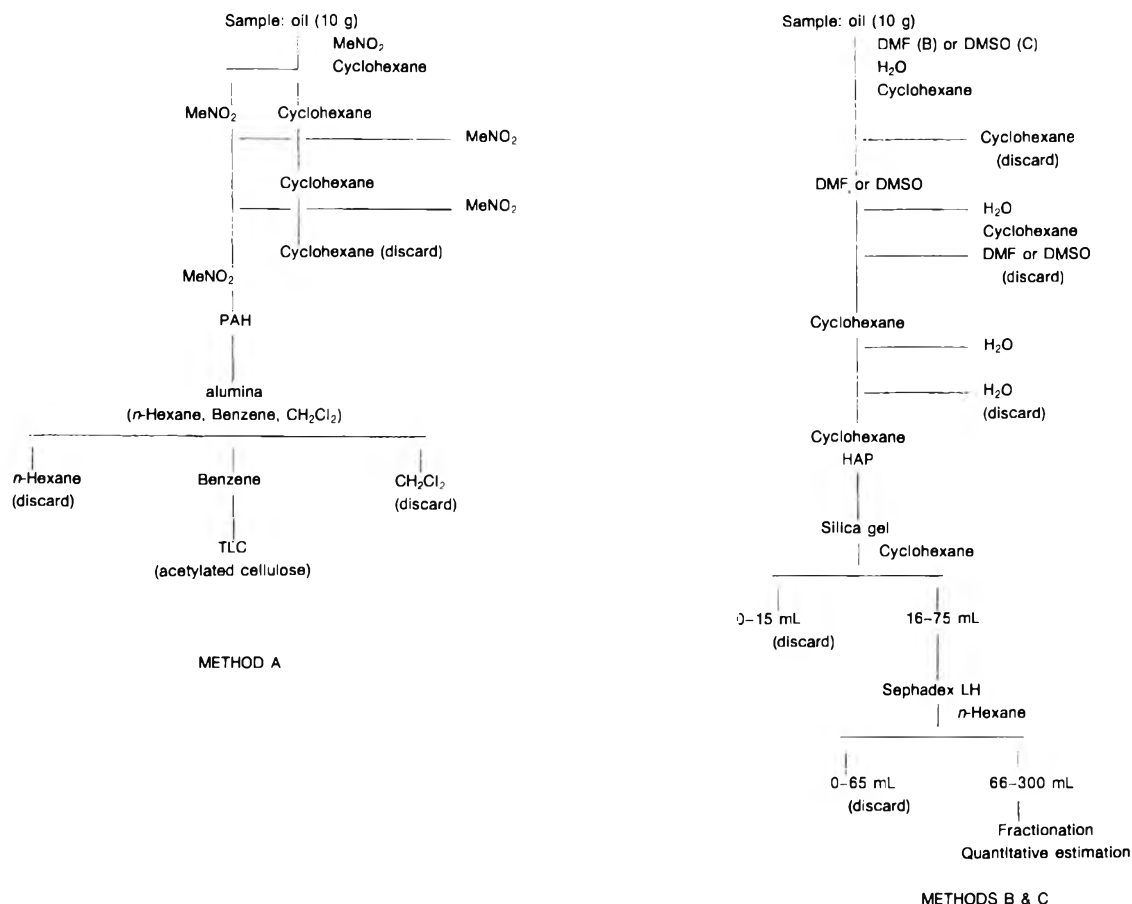 Sample: oil (10 g)
MeNO₂
Cyclohexane
MeNO₂
Cyclohexane
MeNO₂
Cyclohexane
MeNO₂
Cyclohexane (discard)
MeNO₂
PAH
alumina
(n-Hexane, Benzene, CH₂Cl₂)
n-Hexane
(discard)
Benzene
CH₂Cl₂
(discard)
TLC
(acetylated cellulose)
METHOD A
Sample: oil (10 g)
DMF (B) or DMSO (C)
H₂O
Cyclohexane
Cyclohexane
(discard)
DMF or DMSO
H₂O
Cyclohexane
DMF or DMSO
(discard)
Cyclohexane
H₂O
H₂O
(discard)
Cyclohexane
HAP
Silica gel
Cyclohexane
0-15 mL
(discard)
16-75 mL
Sephadex LH
n-Hexane
0-65 mL
(discard)
66-300 mL
Fractionation
Quantitative estimation
METHODS B & C